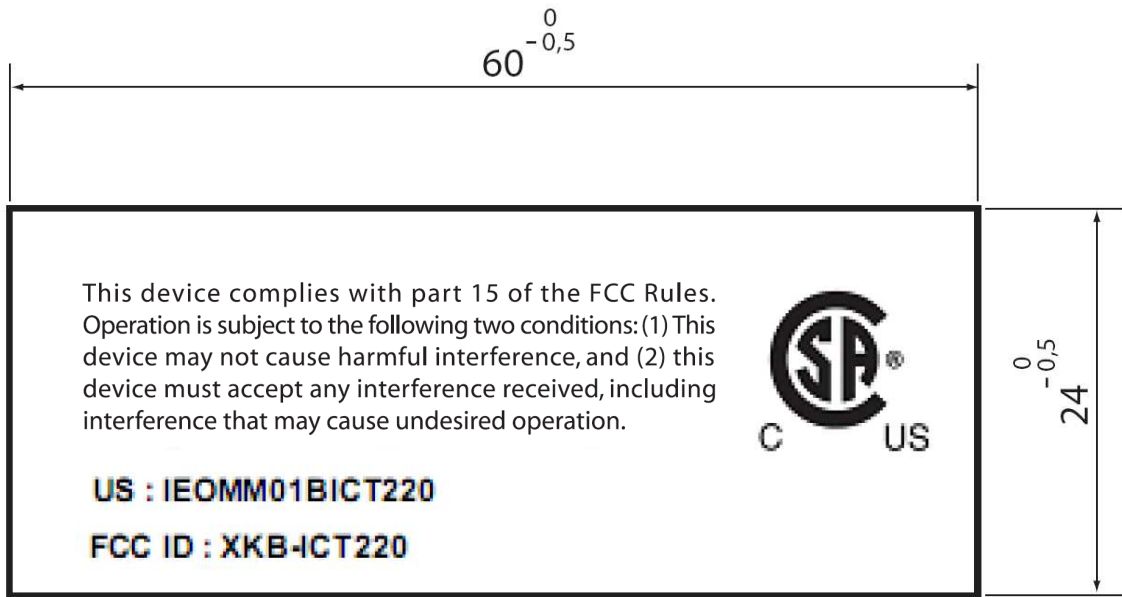 0
60 -0,5
This device complies with part 15 of the FCC Rules.
Operation is subject to the following two conditions: (1) This
device may not cause harmful interference, and (2) this
device must accept any interference received, including
interference that may cause undesired operation.
CSA ®
C US
US : IEOMM01BICT220
FCC ID : XKB-ICT220
0
24 -0,5